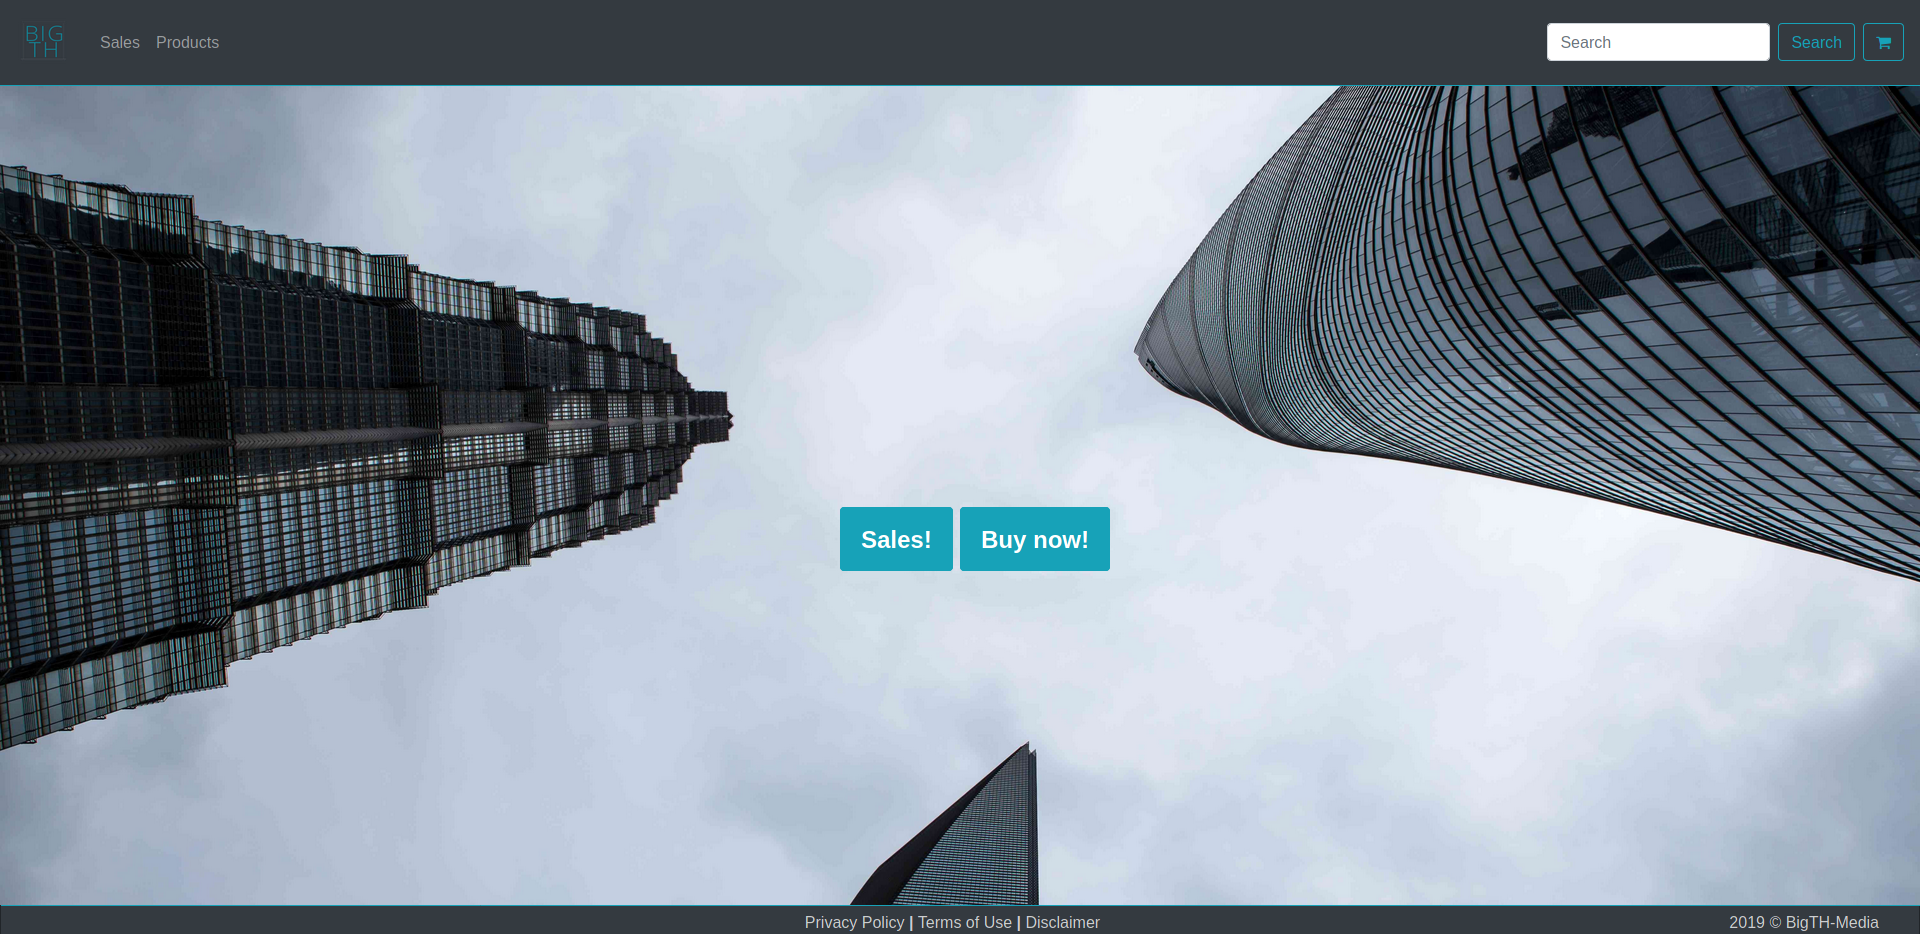 BIG
TH
Sales Products
Search Search
Sales! Buy now!
Privacy Policy | Terms of Use | Disclaimer
2019 © BigTH-Media